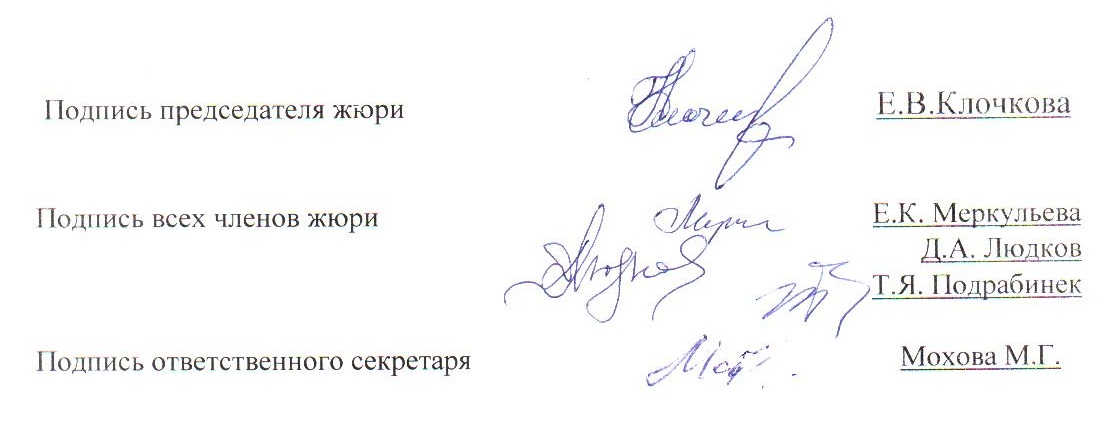 Подпись председателя жюри Е.В.Клочкова
Подпись всех членов жюри Е.К. Меркульева
Д.А. Людков
Т.Я. Подрабинек
Подпись ответственного секретаря Мохова М.Г.